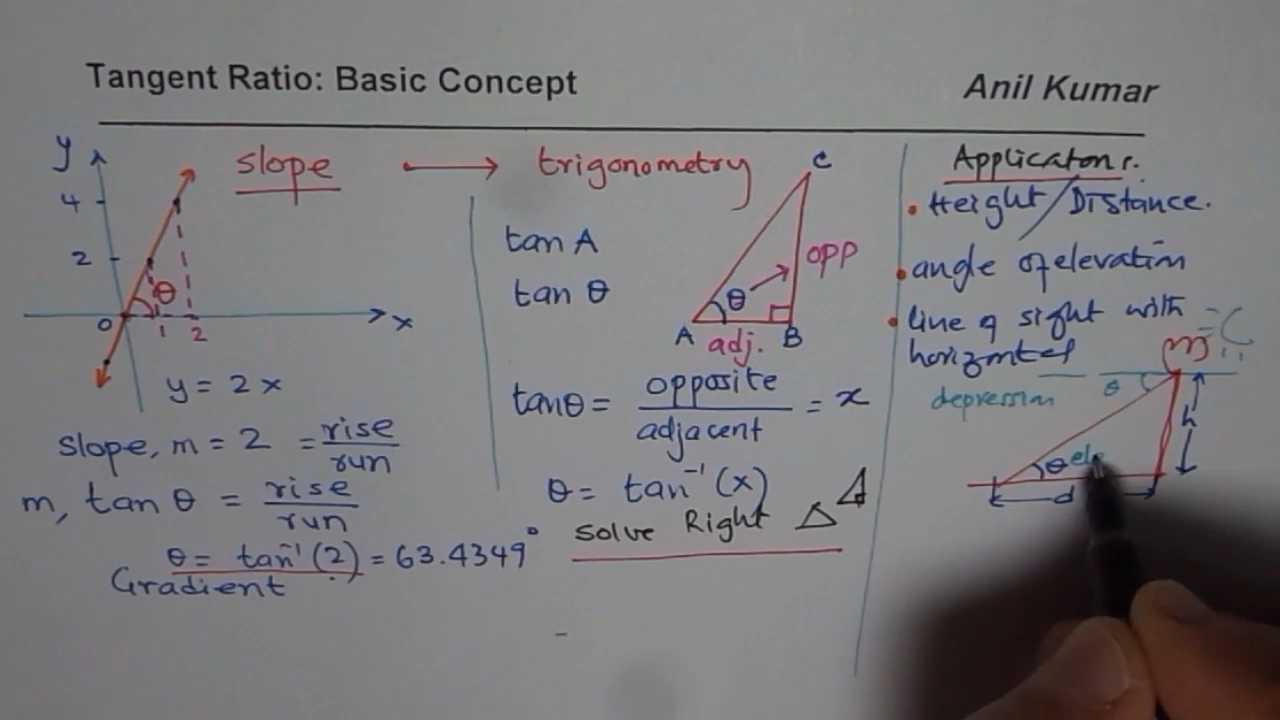 Tangent Ratio: Basic Concept
Anil Kumar
slope → trigonometry
y
4
2
θ
0
1 2
x
y = 2x
Slope, m = 2 = rise
run
m, tan θ = rise
run
θ = tan⁻¹(2) = 63.4349°
Gradient
tan A
tan θ
C
opp
θ
A adj. B
tanθ = opposite = x
adjacent
θ = tan⁻¹(x)
Solve Right △
Applicatons.
• Height/Distance.
• angle of elevation
• line of sight with
horizontal
depression θ
h
θ ele
d